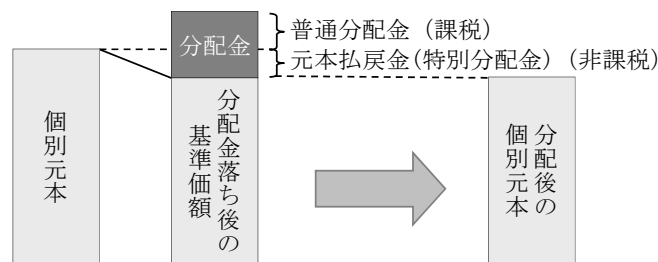 分配金
普通分配金（課税）
元本払戻金(特別分配金)（非課税）
個別元本
分配金落ち後の
基準価額
分配後の
個別元本